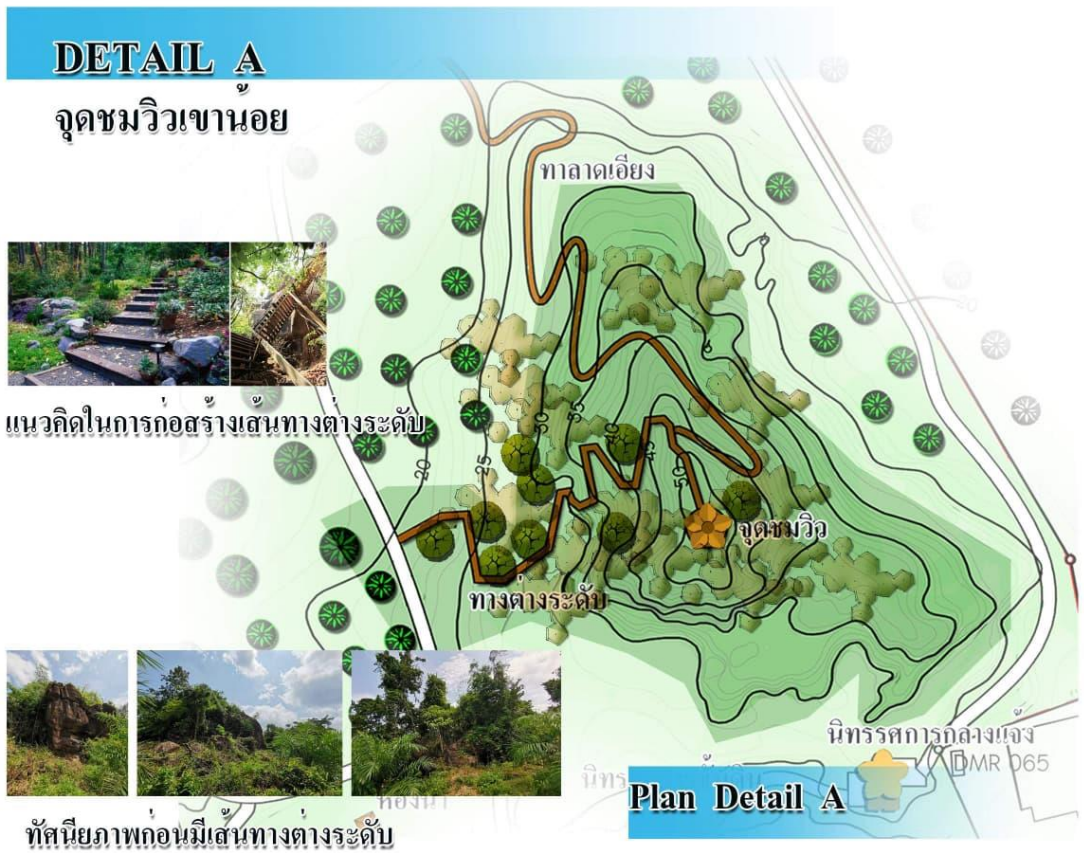 DETAIL A
จุดชมวิวเขาน้อย
ทาลาดเอียง
แนวคิดในการก่อสร้างเส้นทางต่างระดับ
20
25
30
35
40
45
50
จุดชมวิว
ทางต่างระดับ
นิทรรศการกลางแจ้ง
DMR 065
ห้องน้ำ
Plan Detail A
ทัศนียภาพก่อนมีเส้นทางต่างระดับ